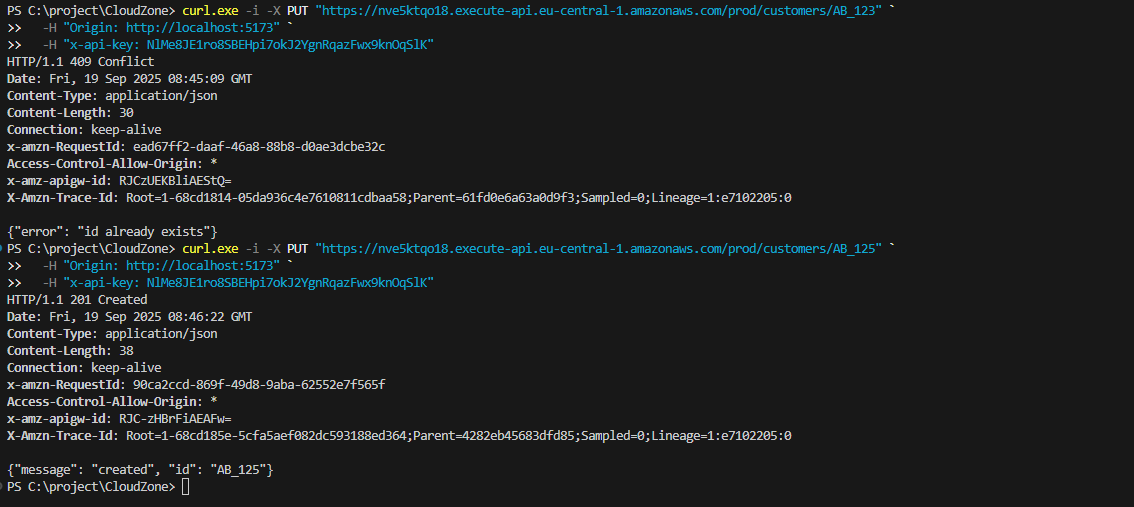 PS C:\project\CloudZone> curl.exe -i -X PUT "https://nve5ktqo18.execute-api.eu-central-1.amazonaws.com/prod/customers/AB_123" `
>>   -H "Origin: http://localhost:5173" `
>>   -H "x-api-key: NlMe8JE1ro8SBEHpi7okJ2YgnRqazFwx9knOqSlK"
HTTP/1.1 409 Conflict
Date: Fri, 19 Sep 2025 08:45:09 GMT
Content-Type: application/json
Content-Length: 30
Connection: keep-alive
x-amzn-RequestId: ead67ff2-daaf-46a8-88b8-d0ae3dcbe32c
Access-Control-Allow-Origin: *
x-amz-apigw-id: RJCzUEKBliAEStQ=
X-Amzn-Trace-Id: Root=1-68cd1814-05da936c4e7610811cdbaa58;Parent=61fd0e6a63a0d9f3;Sampled=0;Lineage=1:e7102205:0
{"error": "id already exists"}
PS C:\project\CloudZone> curl.exe -i -X PUT "https://nve5ktqo18.execute-api.eu-central-1.amazonaws.com/prod/customers/AB_125" `
>>   -H "Origin: http://localhost:5173" `
>>   -H "x-api-key: NlMe8JE1ro8SBEHpi7okJ2YgnRqazFwx9knOqSlK"
HTTP/1.1 201 Created
Date: Fri, 19 Sep 2025 08:46:22 GMT
Content-Type: application/json
Content-Length: 38
Connection: keep-alive
x-amzn-RequestId: 90ca2ccd-869f-49d8-9aba-62552e7f565f
Access-Control-Allow-Origin: *
x-amz-apigw-id: RJC-zHBrFiAEAFw=
X-Amzn-Trace-Id: Root=1-68cd185e-5cfa5aef082dc593188ed364;Parent=4282eb45683dfd85;Sampled=0;Lineage=1:e7102205:0
{"message": "created", "id": "AB_125"}
PS C:\project\CloudZone>